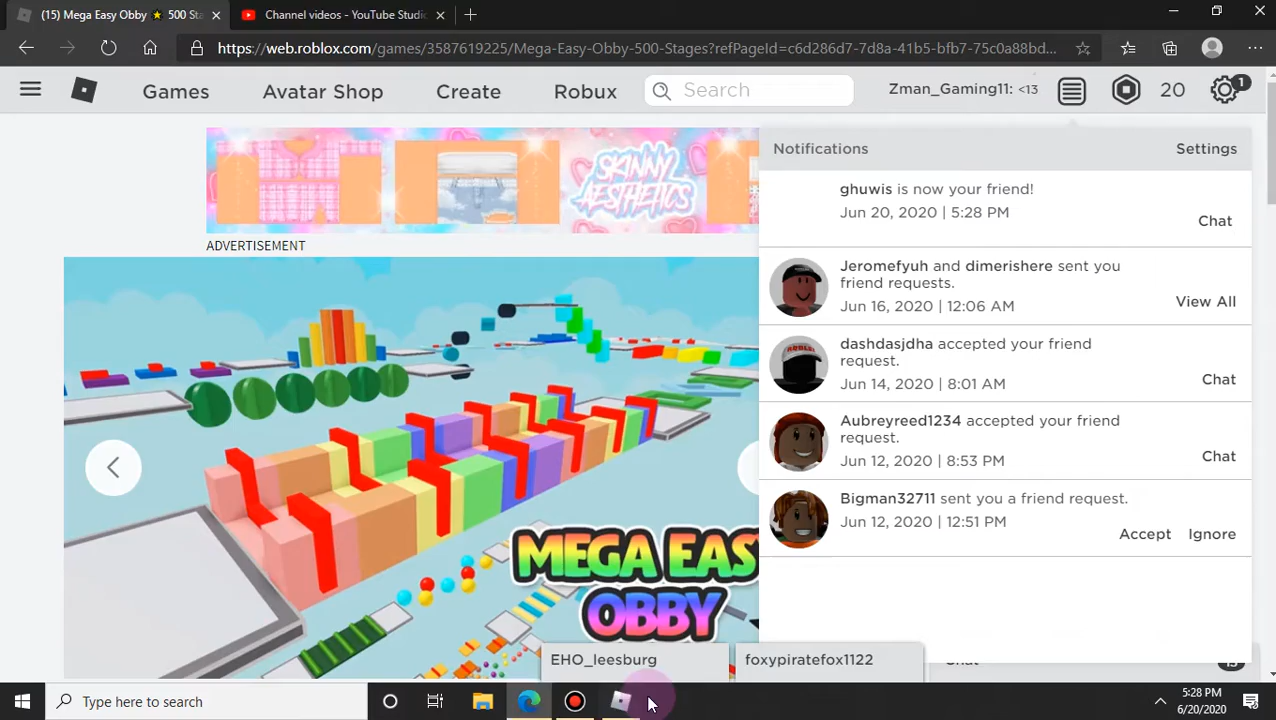 (15) Mega Easy Obby ⭐ 500 Sta
Channel videos - YouTube Studio
https://web.roblox.com/games/3587619225/Mega-Easy-Obby-500-Stages?refPageId=c6d286d7-7d8a-41b5-bfb7-75c0a88bd...
Games Avatar Shop Create Robux Search Zman_Gaming11: <13 20 1
Notifications Settings
SKINNY
AESTHETICS
ADVERTISEMENT
ghuwis is now your friend!
Jun 20, 2020 | 5:28 PM
Chat
Jeromefyuh and dimerishere sent you
friend requests.
Jun 16, 2020 | 12:06 AM
View All
dashdasjdha accepted your friend
request.
Jun 14, 2020 | 8:01 AM
Chat
Aubreyreed1234 accepted your friend
request.
Jun 12, 2020 | 8:53 PM
Chat
Bigman32711 sent you a friend request.
Jun 12, 2020 | 12:51 PM
Accept Ignore
MEGA EAS
OBBY
EHO_leesburg foxypiratefox1122 Chat
Type here to search
5:28 PM
6/20/2020